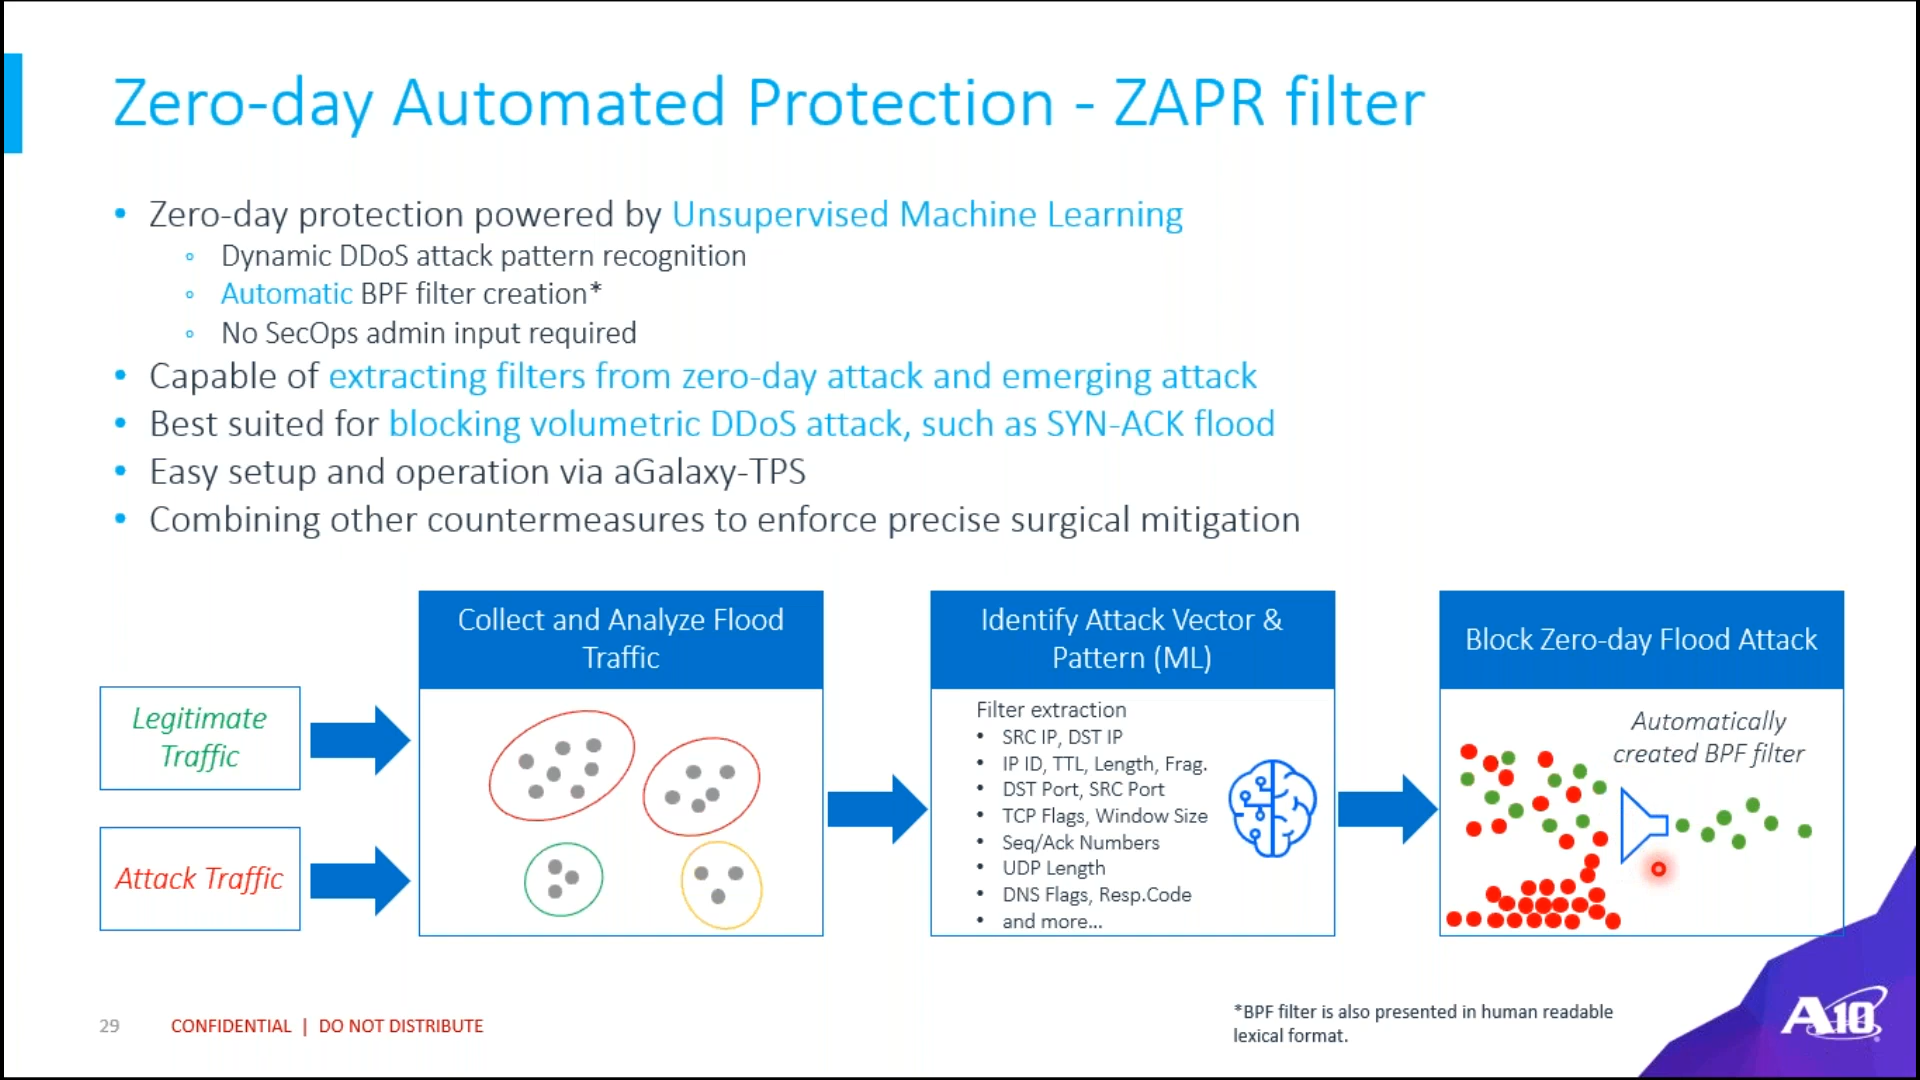 Zero-day Automated Protection - ZAPR filter
• Zero-day protection powered by Unsupervised Machine Learning
◦ Dynamic DDoS attack pattern recognition
◦ Automatic BPF filter creation*
◦ No SecOps admin input required
• Capable of extracting filters from zero-day attack and emerging attack
• Best suited for blocking volumetric DDoS attack, such as SYN-ACK flood
• Easy setup and operation via aGalaxy-TPS
• Combining other countermeasures to enforce precise surgical mitigation
Legitimate
Traffic
Attack Traffic
Collect and Analyze Flood
Traffic
Identify Attack Vector &
Pattern (ML)
Filter extraction
• SRC IP, DST IP
• IP ID, TTL, Length, Frag.
• DST Port, SRC Port
• TCP Flags, Window Size
• Seq/Ack Numbers
• UDP Length
• DNS Flags, Resp.Code
• and more...
Block Zero-day Flood Attack
Automatically
created BPF filter
29
CONFIDENTIAL | DO NOT DISTRIBUTE
*BPF filter is also presented in human readable
lexical format.
A10